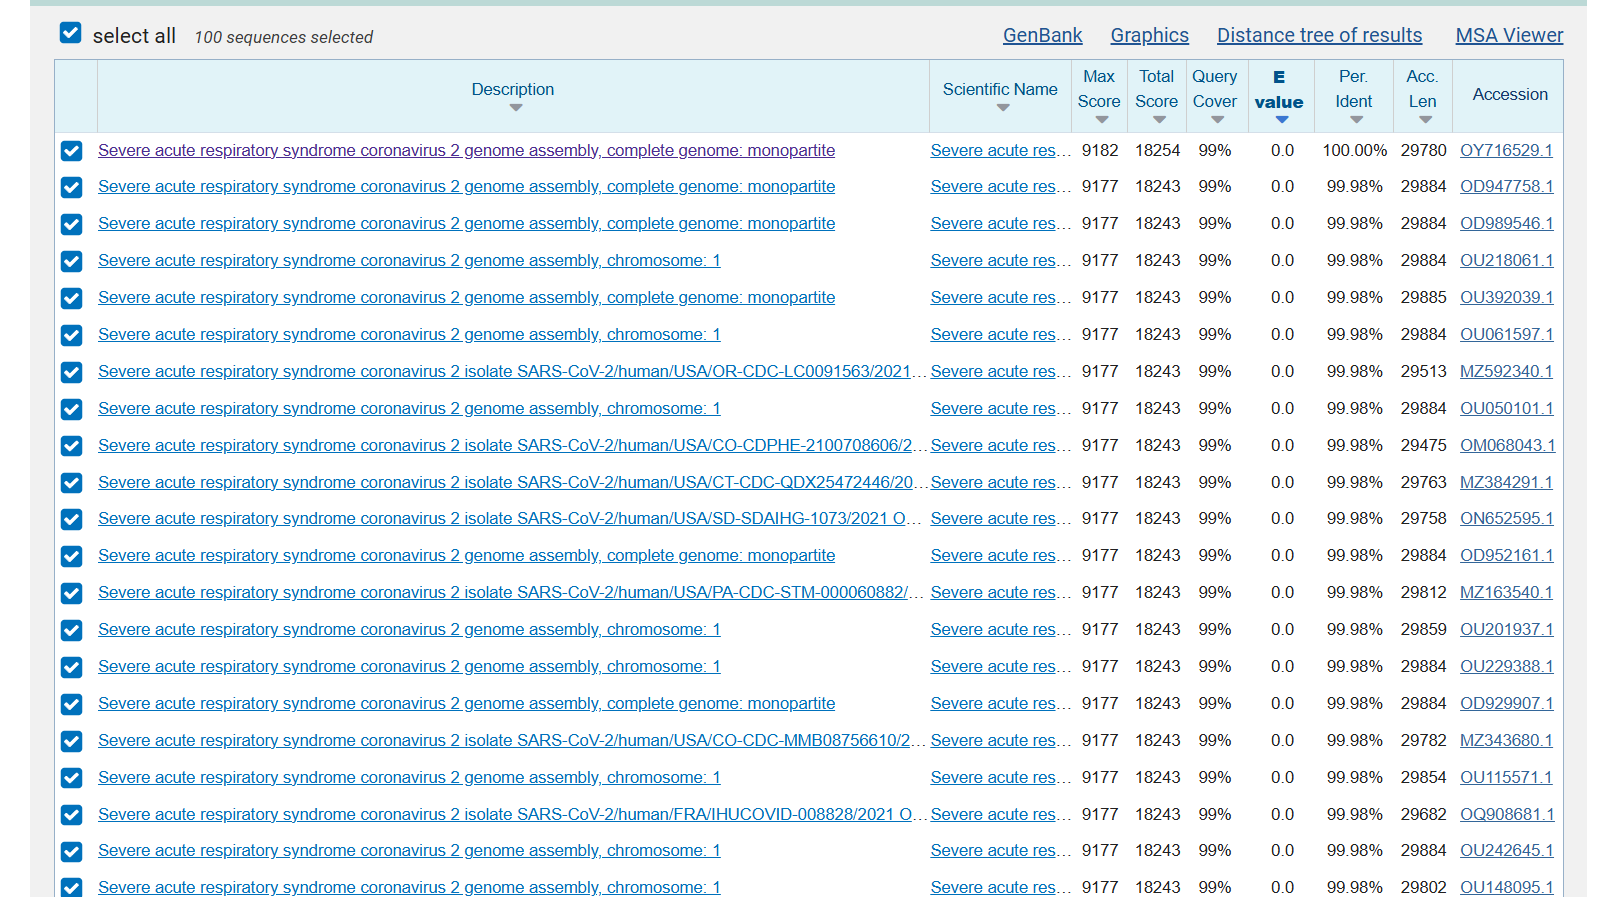 select all 100 sequences selected GenBank Graphics Distance tree of results MSA Viewer
Description Scientific Name Max Score Total Score Query Cover E value Per. Ident Acc. Len Accession
Severe acute respiratory syndrome coronavirus 2 genome assembly, complete genome: monopartite Severe acute res... 9182 18254 99% 0.0 100.00% 29780 OY716529.1
Severe acute respiratory syndrome coronavirus 2 genome assembly, complete genome: monopartite Severe acute res... 9177 18243 99% 0.0 99.98% 29884 OD947758.1
Severe acute respiratory syndrome coronavirus 2 genome assembly, complete genome: monopartite Severe acute res... 9177 18243 99% 0.0 99.98% 29884 OD989546.1
Severe acute respiratory syndrome coronavirus 2 genome assembly, chromosome: 1 Severe acute res... 9177 18243 99% 0.0 99.98% 29884 OU218061.1
Severe acute respiratory syndrome coronavirus 2 genome assembly, complete genome: monopartite Severe acute res... 9177 18243 99% 0.0 99.98% 29885 OU392039.1
Severe acute respiratory syndrome coronavirus 2 genome assembly, chromosome: 1 Severe acute res... 9177 18243 99% 0.0 99.98% 29884 OU061597.1
Severe acute respiratory syndrome coronavirus 2 isolate SARS-CoV-2/human/USA/OR-CDC-LC0091563/2021... Severe acute res... 9177 18243 99% 0.0 99.98% 29513 MZ592340.1
Severe acute respiratory syndrome coronavirus 2 genome assembly, chromosome: 1 Severe acute res... 9177 18243 99% 0.0 99.98% 29884 OU050101.1
Severe acute respiratory syndrome coronavirus 2 isolate SARS-CoV-2/human/USA/CO-CDPHE-2100708606/2... Severe acute res... 9177 18243 99% 0.0 99.98% 29475 OM068043.1
Severe acute respiratory syndrome coronavirus 2 isolate SARS-CoV-2/human/USA/CT-CDC-QDX25472446/20... Severe acute res... 9177 18243 99% 0.0 99.98% 29763 MZ384291.1
Severe acute respiratory syndrome coronavirus 2 isolate SARS-CoV-2/human/USA/SD-SDAIHG-1073/2021 O... Severe acute res... 9177 18243 99% 0.0 99.98% 29758 ON652595.1
Severe acute respiratory syndrome coronavirus 2 genome assembly, complete genome: monopartite Severe acute res... 9177 18243 99% 0.0 99.98% 29884 OD952161.1
Severe acute respiratory syndrome coronavirus 2 isolate SARS-CoV-2/human/USA/PA-CDC-STM-000060882/... Severe acute res... 9177 18243 99% 0.0 99.98% 29812 MZ163540.1
Severe acute respiratory syndrome coronavirus 2 genome assembly, chromosome: 1 Severe acute res... 9177 18243 99% 0.0 99.98% 29859 OU201937.1
Severe acute respiratory syndrome coronavirus 2 genome assembly, chromosome: 1 Severe acute res... 9177 18243 99% 0.0 99.98% 29884 OU229388.1
Severe acute respiratory syndrome coronavirus 2 genome assembly, complete genome: monopartite Severe acute res... 9177 18243 99% 0.0 99.98% 29884 OD929907.1
Severe acute respiratory syndrome coronavirus 2 isolate SARS-CoV-2/human/USA/CO-CDC-MMB08756610/2... Severe acute res... 9177 18243 99% 0.0 99.98% 29782 MZ343680.1
Severe acute respiratory syndrome coronavirus 2 genome assembly, chromosome: 1 Severe acute res... 9177 18243 99% 0.0 99.98% 29854 OU115571.1
Severe acute respiratory syndrome coronavirus 2 isolate SARS-CoV-2/human/FRA/IHUCOVID-008828/2021 O... Severe acute res... 9177 18243 99% 0.0 99.98% 29682 OQ908681.1
Severe acute respiratory syndrome coronavirus 2 genome assembly, chromosome: 1 Severe acute res... 9177 18243 99% 0.0 99.98% 29884 OU242645.1
Severe acute respiratory syndrome coronavirus 2 genome assembly, chromosome: 1 Severe acute res... 9177 18243 99% 0.0 99.98% 29802 OU148095.1